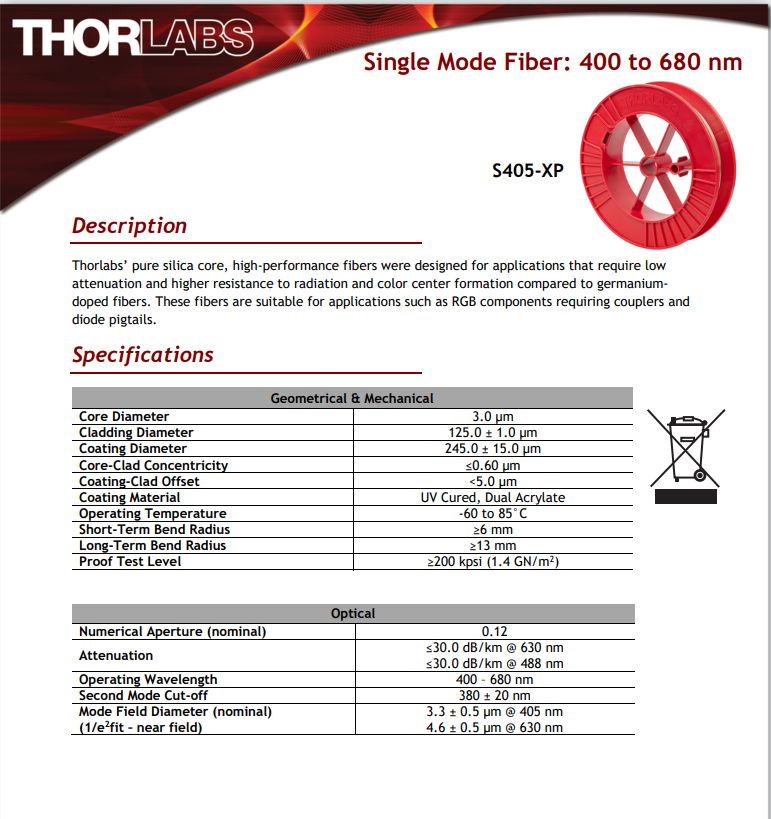 THORLABS
Single Mode Fiber: 400 to 680 nm
S405-XP
Description
Thorlabs’ pure silica core, high-performance fibers were designed for applications that require low
attenuation and higher resistance to radiation and color center formation compared to germanium-
doped fibers. These fibers are suitable for applications such as RGB components requiring couplers and
diode pigtails.
Specifications
Geometrical & Mechanical
Core Diameter 3.0 µm
Cladding Diameter 125.0 ± 1.0 µm
Coating Diameter 245.0 ± 15.0 µm
Core-Clad Concentricity ≤0.60 µm
Coating-Clad Offset <5.0 µm
Coating Material UV Cured, Dual Acrylate
Operating Temperature -60 to 85°C
Short-Term Bend Radius ≥6 mm
Long-Term Bend Radius ≥13 mm
Proof Test Level ≥200 kpsi (1.4 GN/m²)
Optical
Numerical Aperture (nominal) 0.12
Attenuation ≤30.0 dB/km @ 630 nm
≤30.0 dB/km @ 488 nm
Operating Wavelength 400 – 680 nm
Second Mode Cut-off 380 ± 20 nm
Mode Field Diameter (nominal) 3.3 ± 0.5 µm @ 405 nm
(1/e²fit – near field) 4.6 ± 0.5 µm @ 630 nm